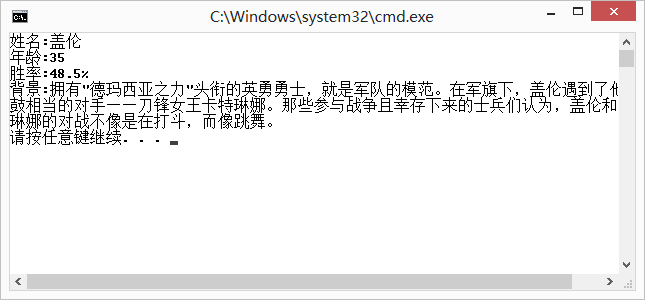 C:\Windows\system32\cmd.exe
姓名:盖伦
年龄:35
胜率:48.5%
背景:拥有"德玛西亚之力"头衔的英勇勇士，就是军队的模范。在军旗下，盖伦遇到了他
鼓相当的对手——刀锋女王卡特琳娜。那些参与战争且幸存下来的士兵们认为，盖伦和
琳娜的对战不像是在打斗，而像跳舞。
请按任意键继续. . .